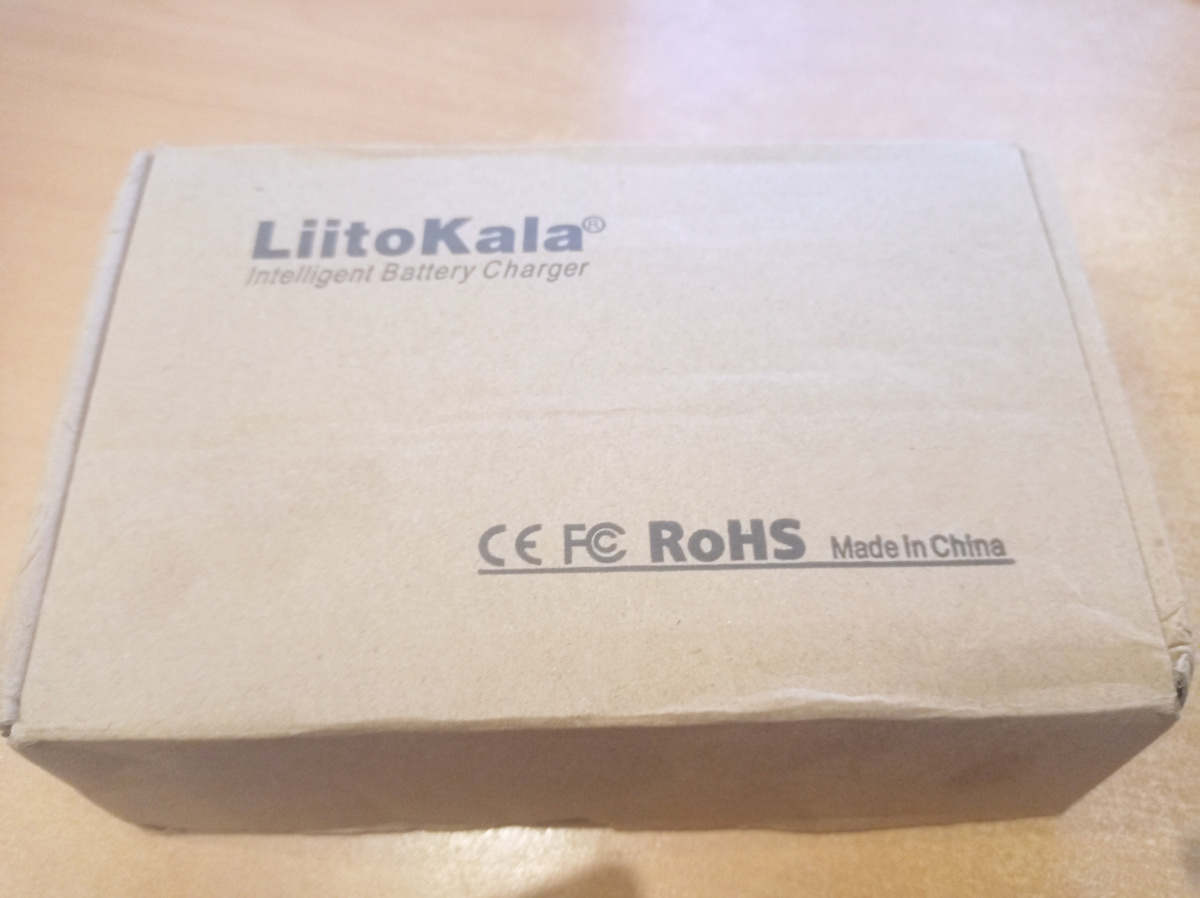 LiitoKala®
Intelligent Battery Charger
CE FC RoHS Made in China